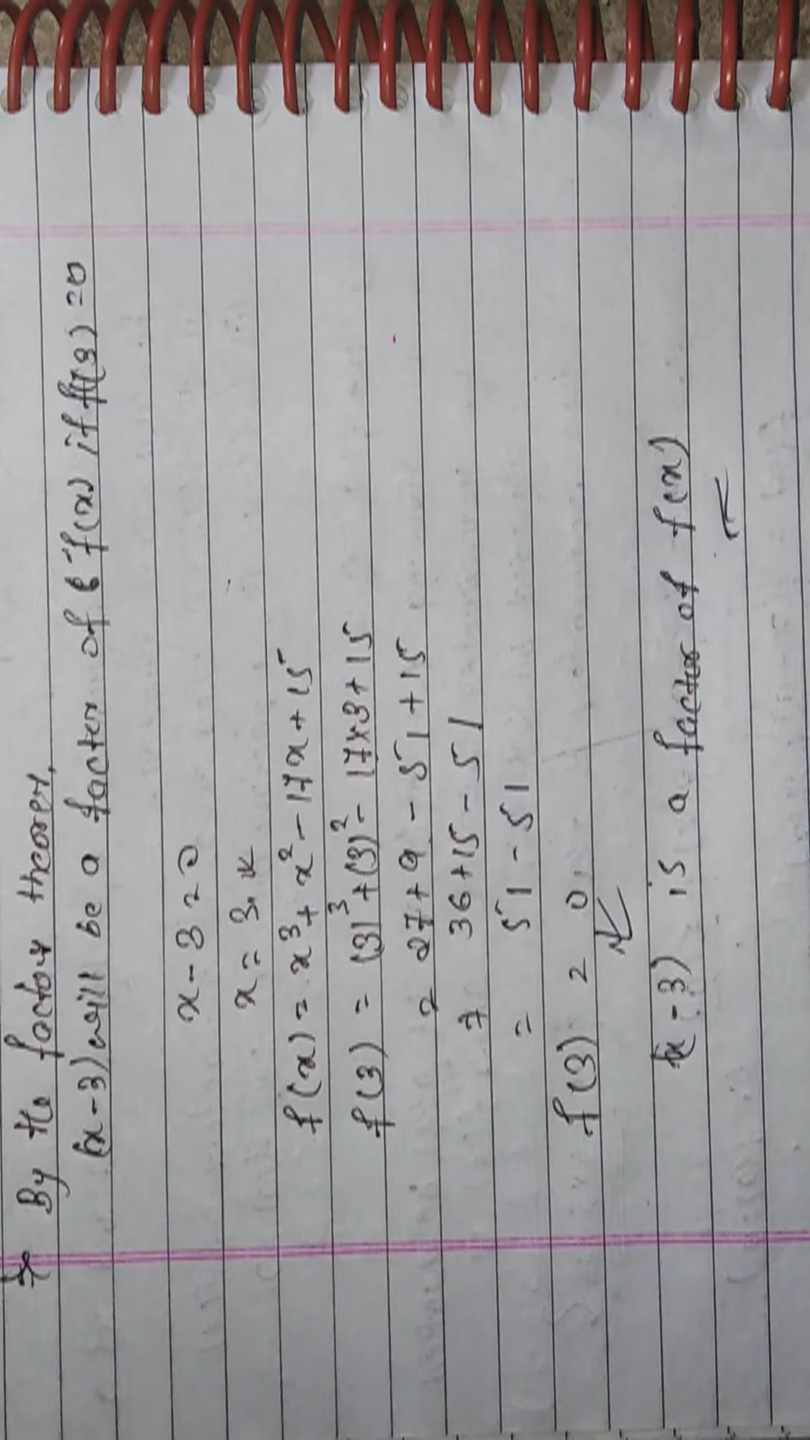 * By the factor theorem,
(x-3) will be a factor of f(x) if f(3) = 0
x - 3 = 0
x = 3
f(x) = x³ + x² - 17x + 15
f(3) = (3)³ + (3)² - 17×3 + 15
= 27 + 9 - 51 + 15
= 36 + 15 - 51
= 51 - 51
f(3) = 0
(x-3) is a factor of f(x)